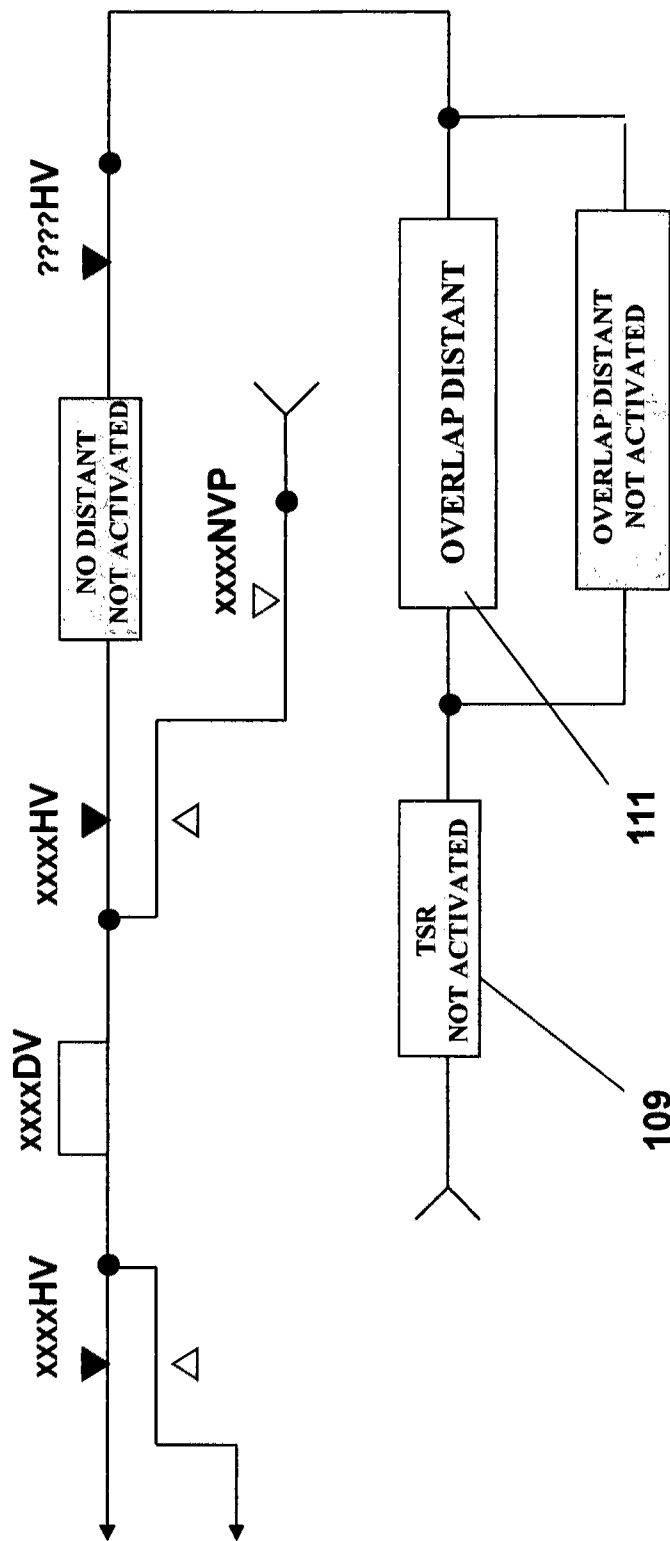 xxxxHV
xxxxDV
xxxxHV
????HV
NO DISTANT
NOT ACTIVATED
xxxxNVP
TSR
NOT ACTIVATED
OVERLAP DISTANT
OVERLAP DISTANT
NOT ACTIVATED
109
111